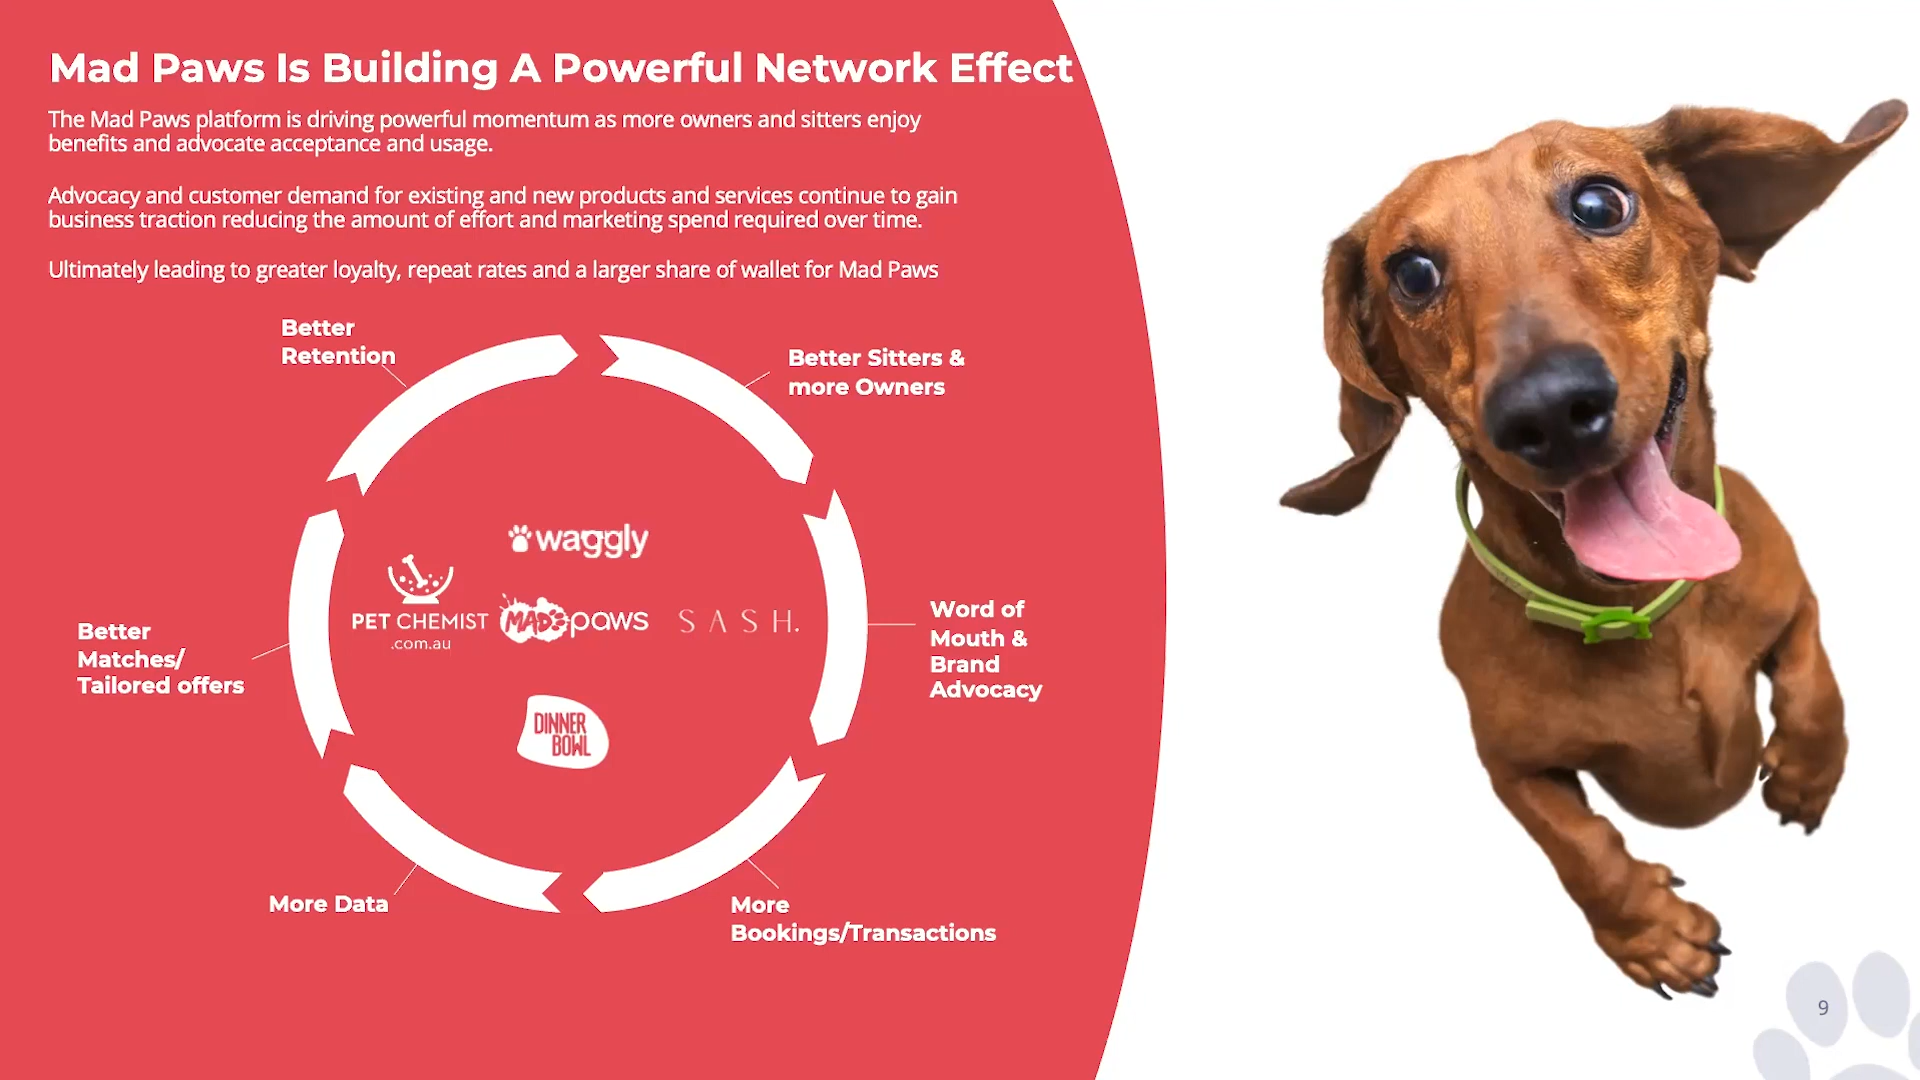 Mad Paws Is Building A Powerful Network Effect
The Mad Paws platform is driving powerful momentum as more owners and sitters enjoy
benefits and advocate acceptance and usage.
Advocacy and customer demand for existing and new products and services continue to gain
business traction reducing the amount of effort and marketing spend required over time.
Ultimately leading to greater loyalty, repeat rates and a larger share of wallet for Mad Paws
Better
Retention
Better Sitters &
more Owners
waggly
PET CHEMIST
.com.au
MAD paws
SASH.
DINNER
BOWL
Word of
Mouth &
Brand
Advocacy
Better
Matches/
Tailored offers
More Data
More
Bookings/Transactions
9